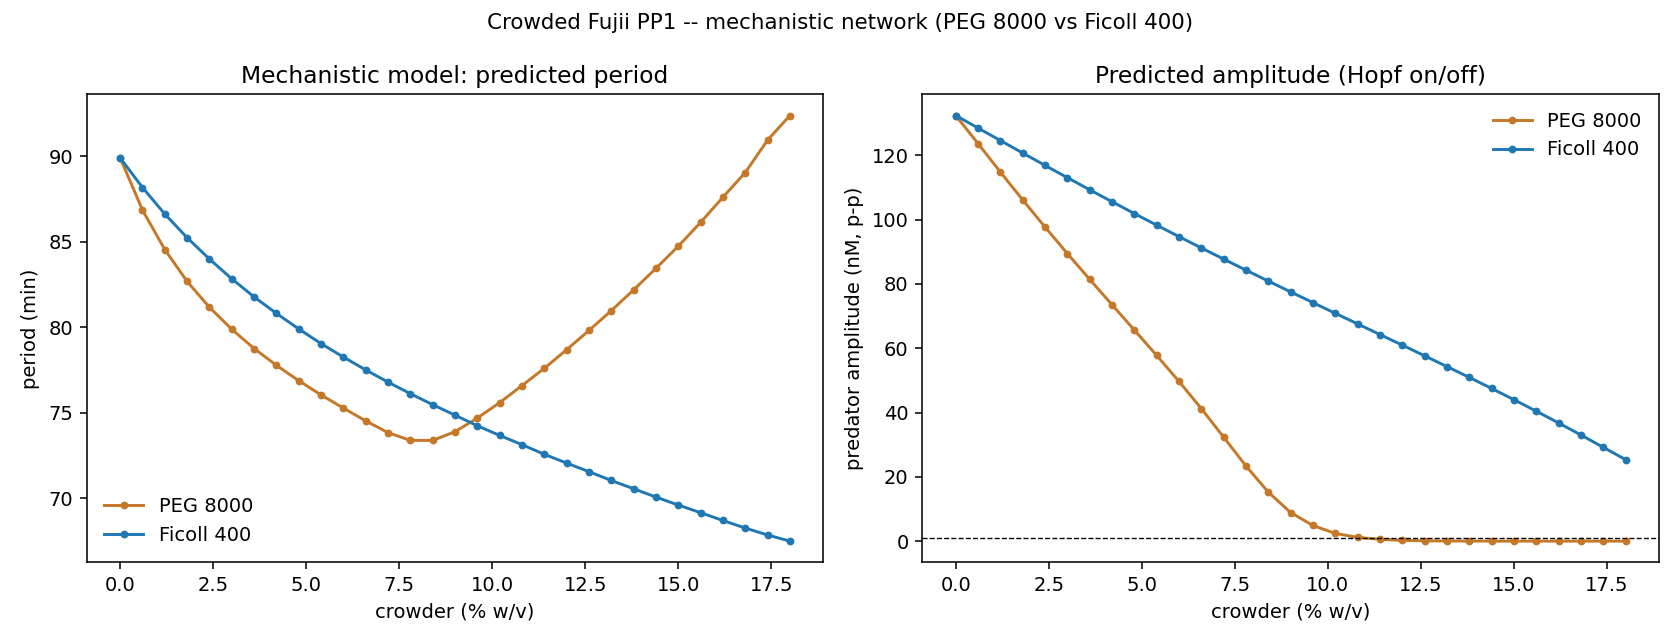 Crowded Fujii PP1 -- mechanistic network (PEG 8000 vs Ficoll 400)
Mechanistic model: predicted period
period (min)
90
85
80
75
70
PEG 8000
Ficoll 400
0.0 2.5 5.0 7.5 10.0 12.5 15.0 17.5
crowder (% w/v)
Predicted amplitude (Hopf on/off)
predator amplitude (nM, p-p)
PEG 8000
Ficoll 400
120
100
80
60
40
20
0
0.0 2.5 5.0 7.5 10.0 12.5 15.0 17.5
crowder (% w/v)